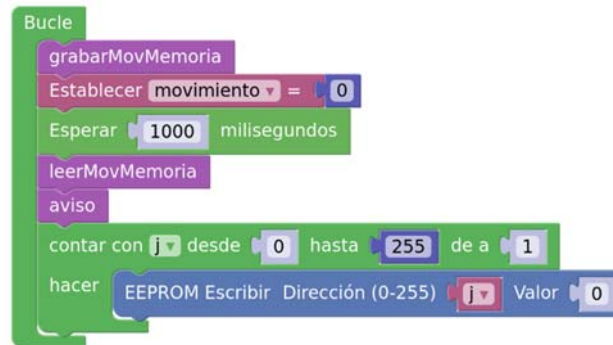 Bucle
grabarMovMemoria
Establecer movimiento = 0
Esperar 1000 milisegundos
leerMovMemoria
aviso
contar con j desde 0 hasta 255 de a 1
hacer EEPROM Escribir Dirección (0-255) j Valor 0